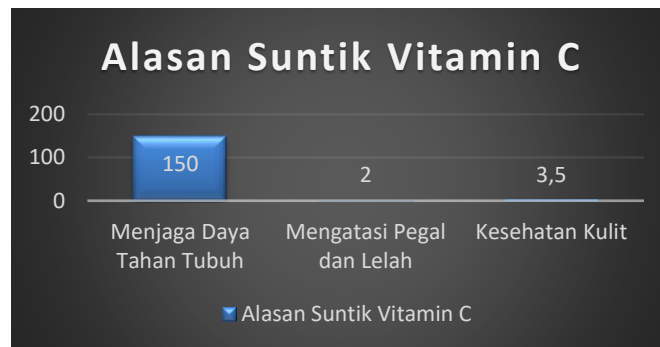 Alasan Suntik Vitamin C
200
100
0
150
2
3,5
Menjaga Daya
Tahan Tubuh
Mengatasi Pegal
dan Lelah
Kesehatan Kulit
Alasan Suntik Vitamin C